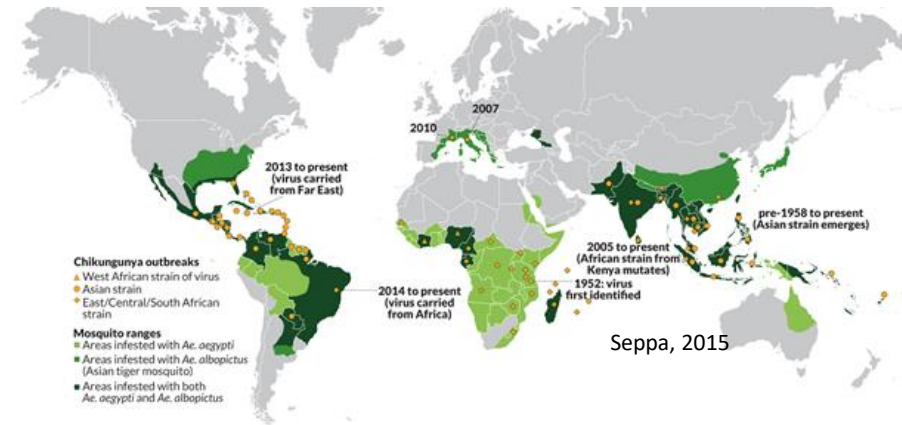 2007
2010
2013 to present
(virus carried
from Far East)
pre-1958 to present
(Asian strain emerges)
2005 to present
(African strain from
Kenya mutates)
1952: virus
first identified
2014 to present
(virus carried
from Africa)
Chikungunya outbreaks
West African strain of virus
Asian strain
East/Central/South African
strain
Mosquito ranges
Areas infested with Ae. aegypti
Areas infested with Ae. albopictus
(Asian tiger mosquito)
Areas infested with both
Ae. aegypti and Ae. albopictus
Seppa, 2015